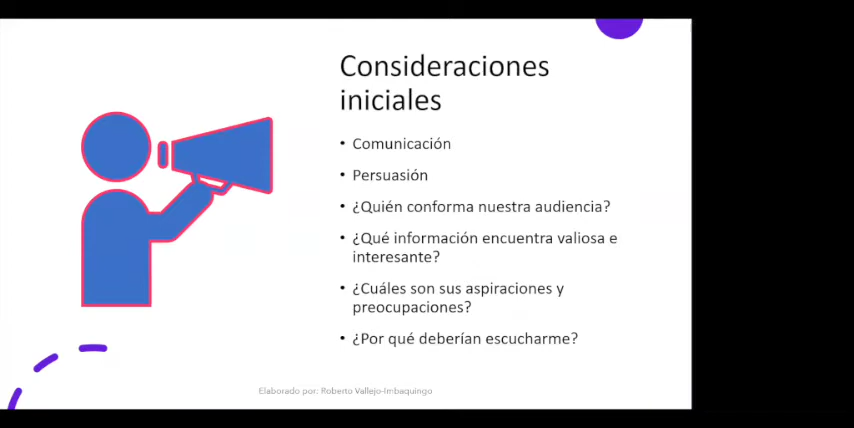 Consideraciones
iniciales
• Comunicación
• Persuasión
• ¿Quién conforma nuestra audiencia?
• ¿Qué información encuentra valiosa e
interesante?
• ¿Cuáles son sus aspiraciones y
preocupaciones?
• ¿Por qué deberían escucharme?
Elaborado por: Roberto Vallejo-Imbaquingo